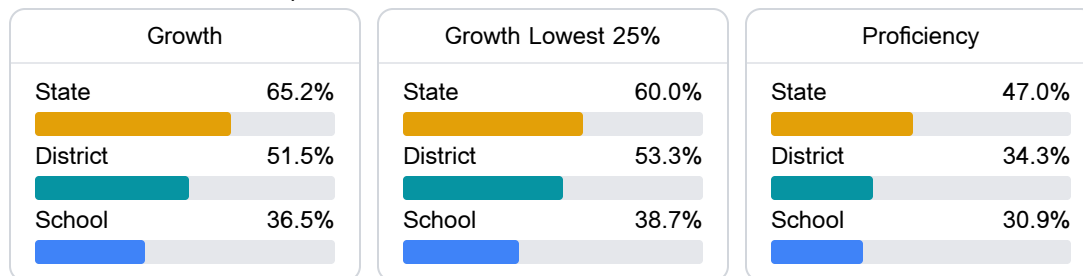 Growth
State 65.2%
District 51.5%
School 36.5%
Growth Lowest 25%
State 60.0%
District 53.3%
School 38.7%
Proficiency
State 47.0%
District 34.3%
School 30.9%